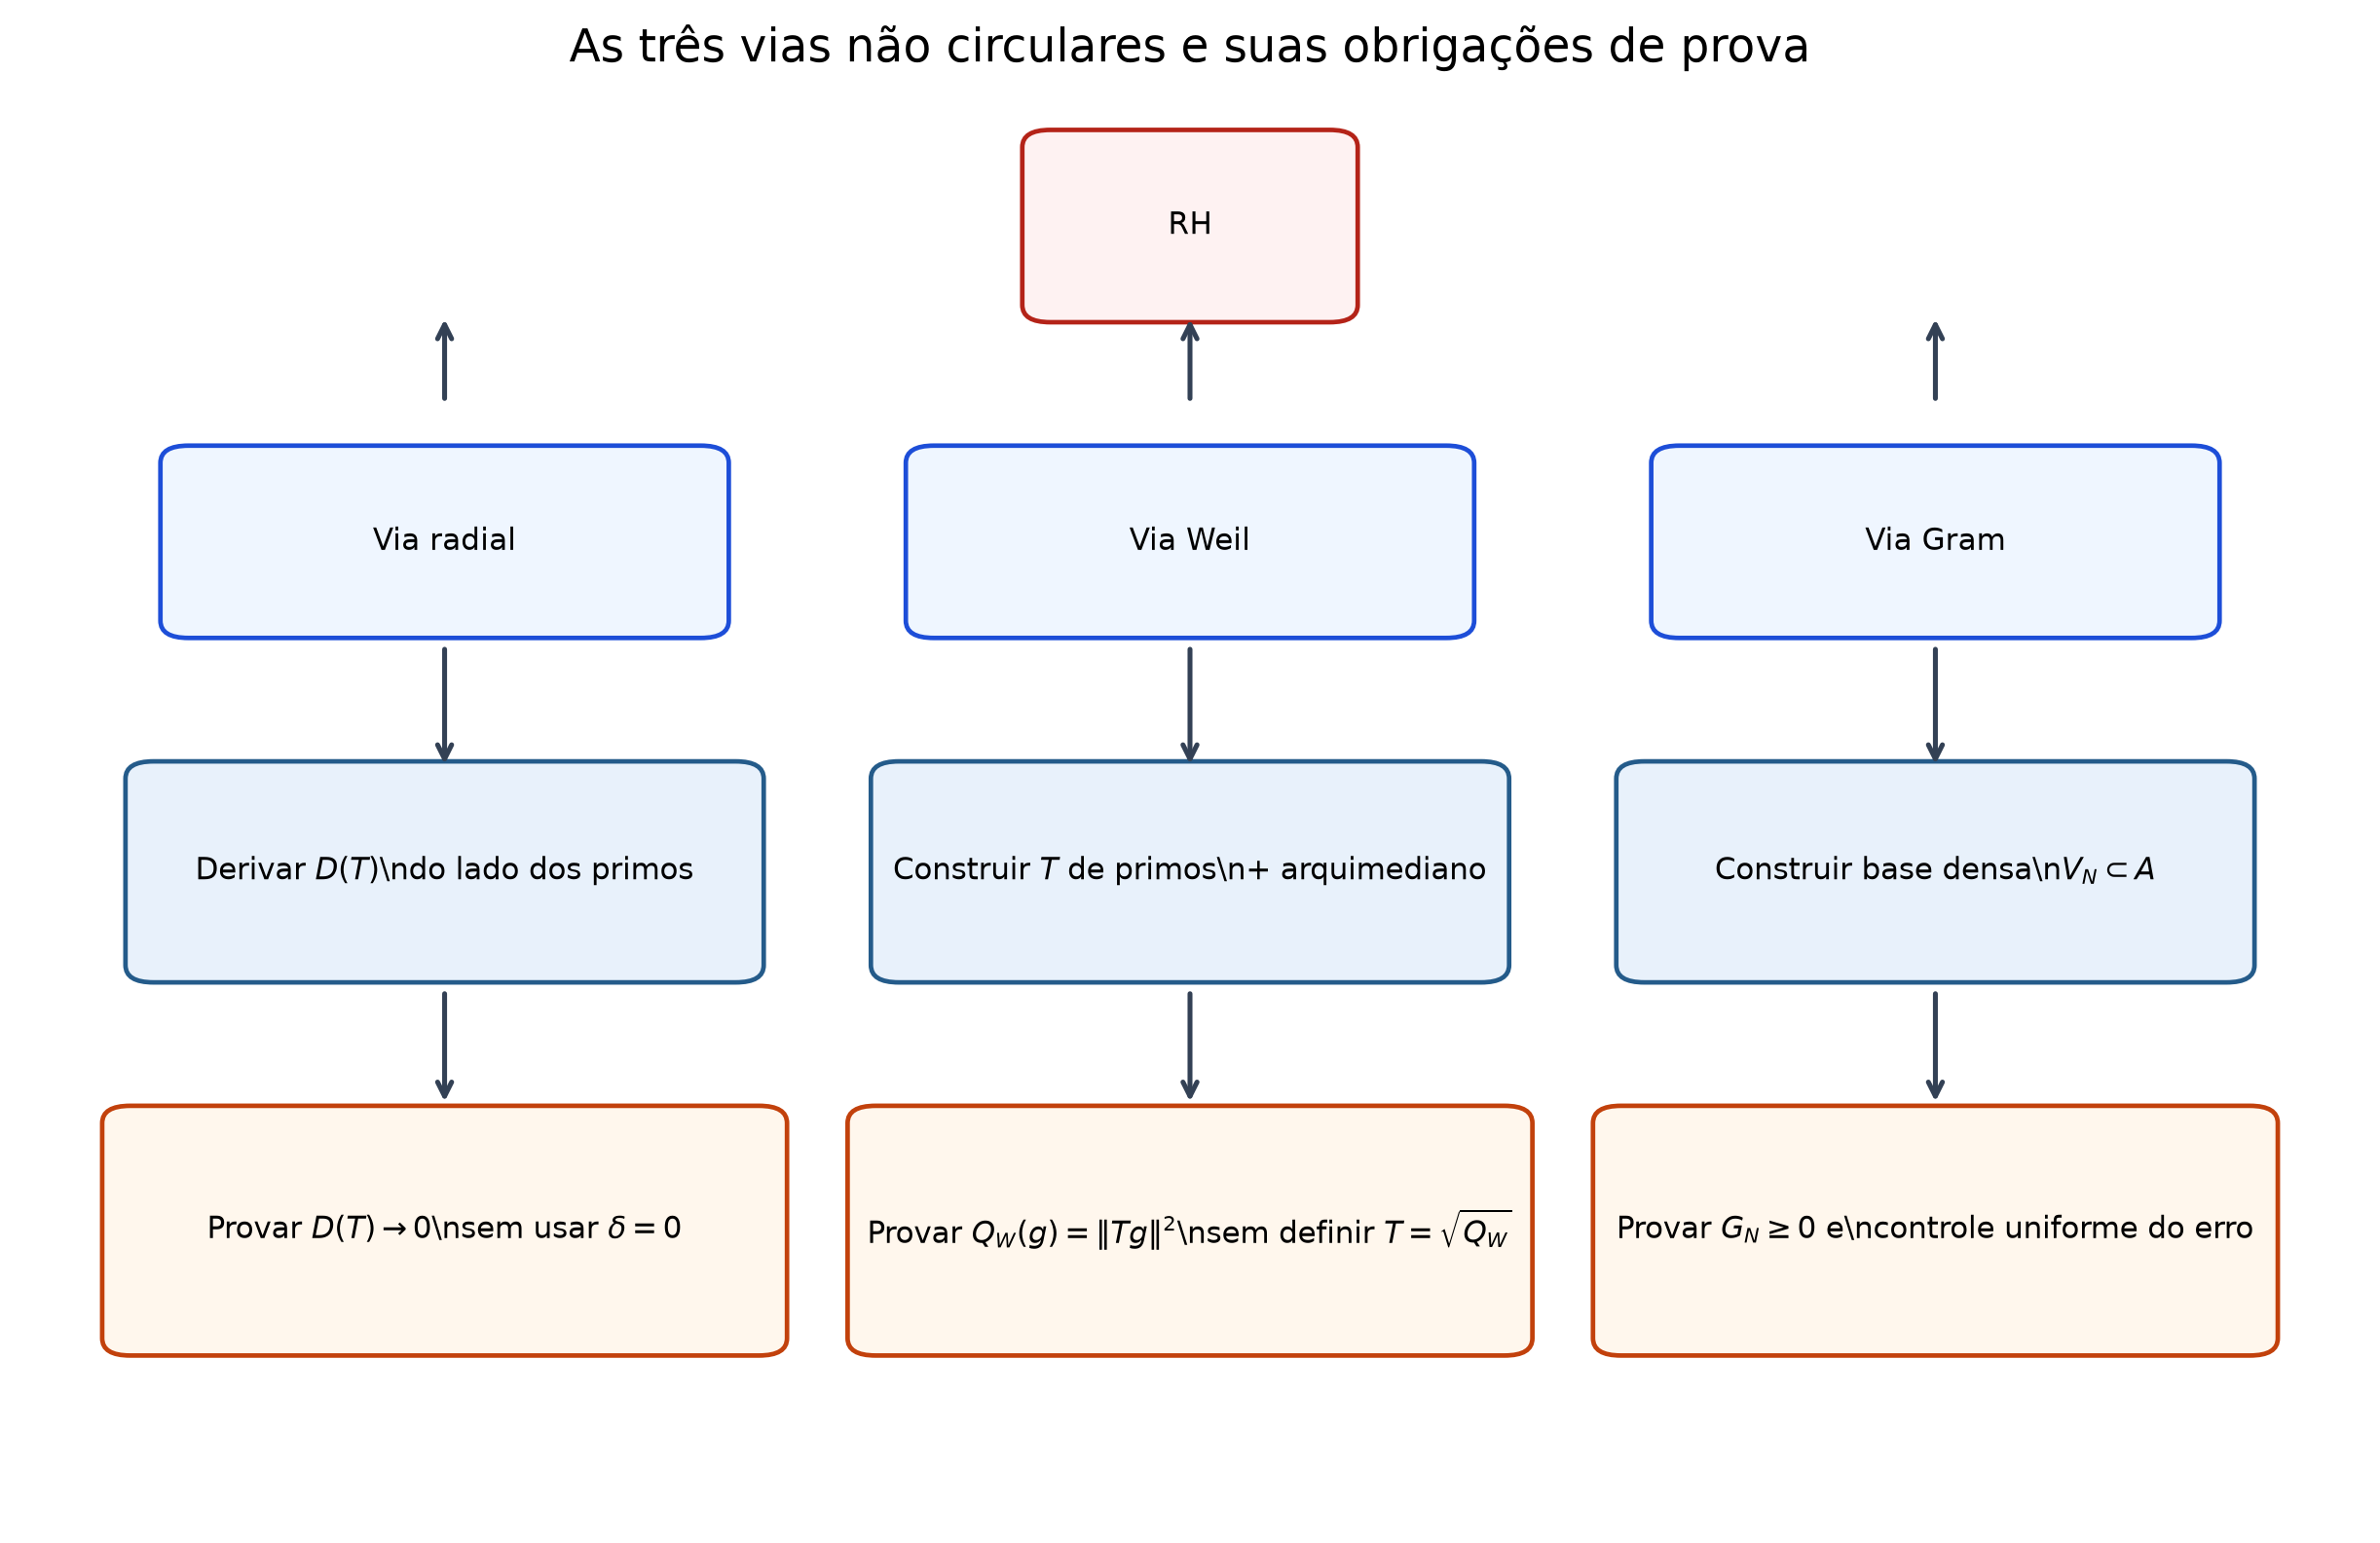 As três vias não circulares e suas obrigações de prova
RH
Via radial
Via Weil
Via Gram
Derivar D(T)\ndo lado dos primos
Construir T de primos\n+ arquimediano
Construir base densa\nV_N ⊂ A
Provar D(T) → 0\nsem usar δ = 0
Provar Q_W(g) = ‖Tg‖²\nsem definir T = √Q_W
Provar G_N ≥ 0 e\ncontrole uniforme do erro